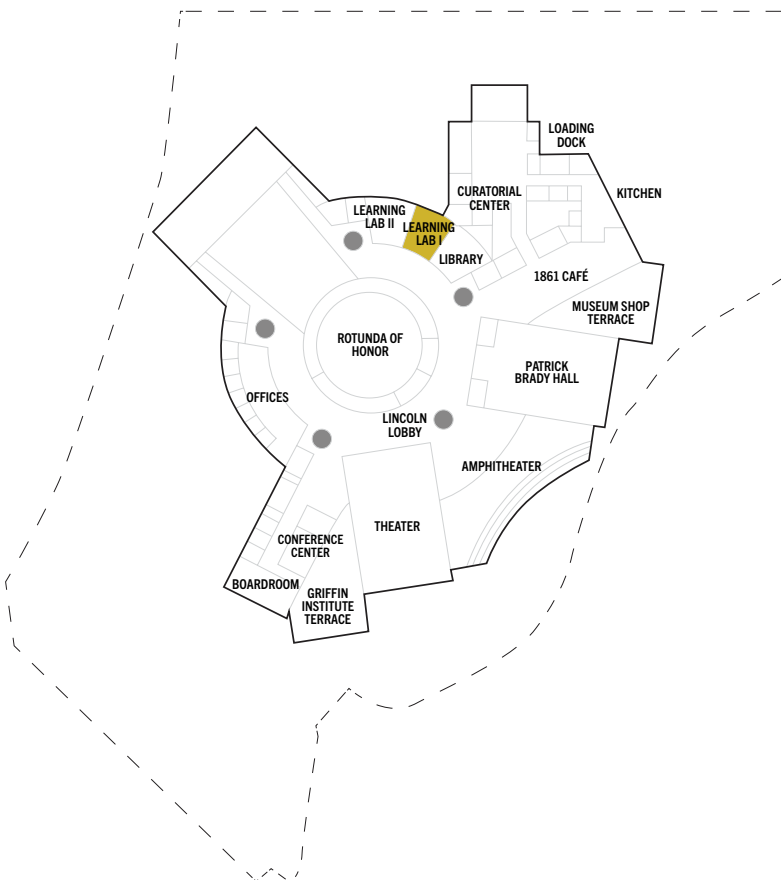 LOADING
DOCK
CURATORIAL
CENTER
KITCHEN
LEARNING
LAB II
LEARNING
LAB I
LIBRARY
1861 CAFÉ
MUSEUM SHOP
TERRACE
ROTUNDA OF
HONOR
PATRICK
BRADY HALL
OFFICES
LINCOLN
LOBBY
AMPHITHEATER
THEATER
CONFERENCE
CENTER
BOARDROOM
GRIFFIN
INSTITUTE
TERRACE